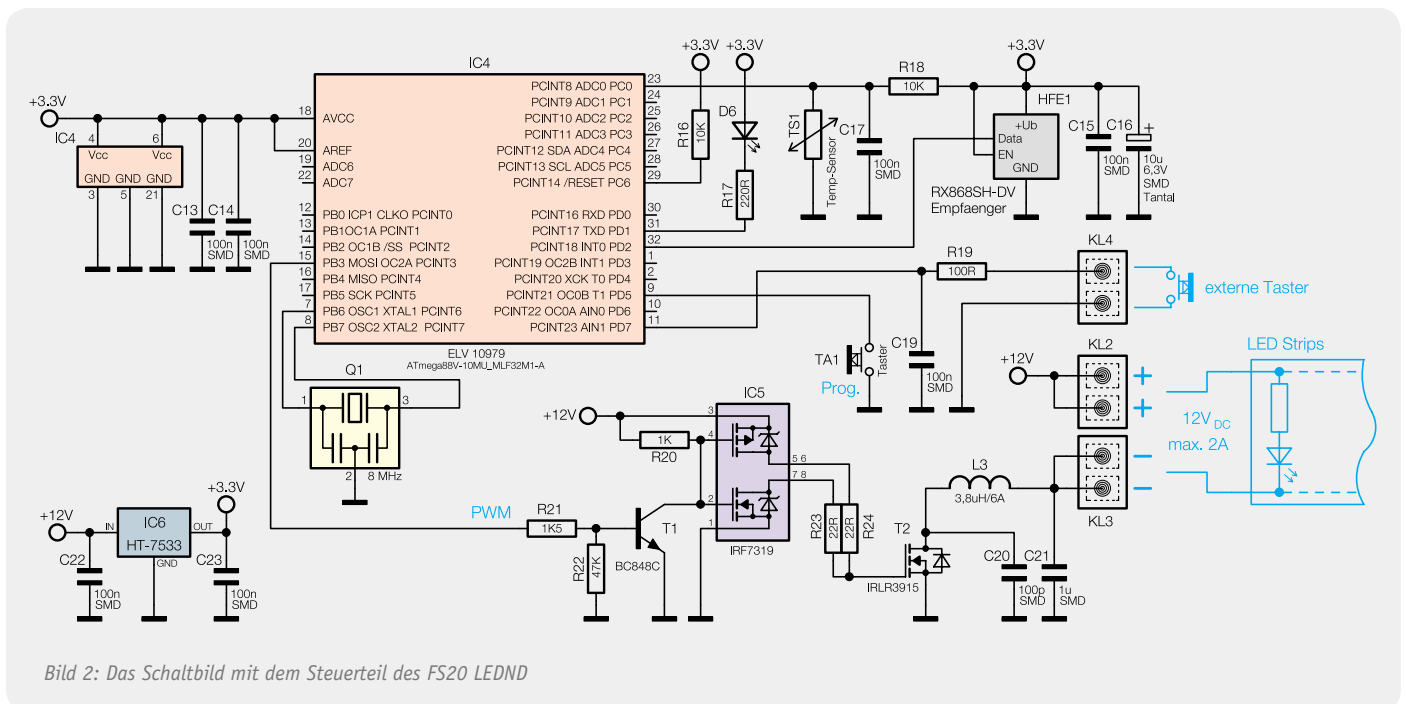 IC4
+3.3V
+3.3V
+3.3V
+3.3V
IC4
4 6
Vcc Vcc
GND GND GND
3 5 21
C13
100n
SMD
C14
100n
SMD
18 AVCC
20 AREF
19 ADC6
22 ADC7
12 PB0 ICP1 CLKO PCINT0
13 PB1OC1A PCINT1
14 PB2 OC1B /SS PCINT2
15 PB3 MOSI OC2A PCINT3
16 PB4 MISO PCINT4
17 PB5 SCK PCINT5
7 PB6 OSC1 XTAL1 PCINT6
8 PB7 OSC2 XTAL2 PCINT7
PCINT8 ADC0 PC0 23
PCINT9 ADC1 PC1 24
PCINT10 ADC2 PC2 25
PCINT11 ADC3 PC3 26
PCINT12 SDA ADC4 PC4 27
PCINT13 SCL ADC5 PC5 28
PCINT14 /RESET PC6 29
PCINT16 RXD PD0 30
PCINT17 TXD PD1 31
PCINT18 INT0 PD2 32
PCINT19 OC2B INT1 PD3 1
PCINT20 XCK T0 PD4 2
PCINT21 OC0B T1 PD5 9
PCINT22 OC0A AIN0 PD6 10
PCINT23 AIN1 PD7 11
ELV 10979
ATmega88V-10MU_MLF32M1-A
R16
10K
D6
R17
220R
TS1
Temp-Sensor
C17
100n
SMD
R18
10K
HFE1
+Ub
Data
EN
GND
RX868SH-DV
Empfaenger
C15
100n
SMD
C16
+
10u
6,3V
SMD
Tantal
R19
100R
KL4
externe Taster
C19
100n
SMD
TA1
Taster
Prog.
Q1
1 3
2 8 MHz
+12V
KL2
+
+
12V DC
max. 2A
LED Strips
−
−
KL3
+12V
R20
1K
IC5
3
4
2
1
5 6
7 8
IRF7319
PWM
R21
1K5
R22
47K
T1
BC848C
R23
22R
R24
22R
T2
IRLR3915
L3
3,8uH/6A
C20
100p
SMD
C21
1u
SMD
+12V
+3.3V
IN IC6 OUT
HT-7533
GND
C22
100n
SMD
C23
100n
SMD
Bild 2: Das Schaltbild mit dem Steuerteil des FS20 LEDND